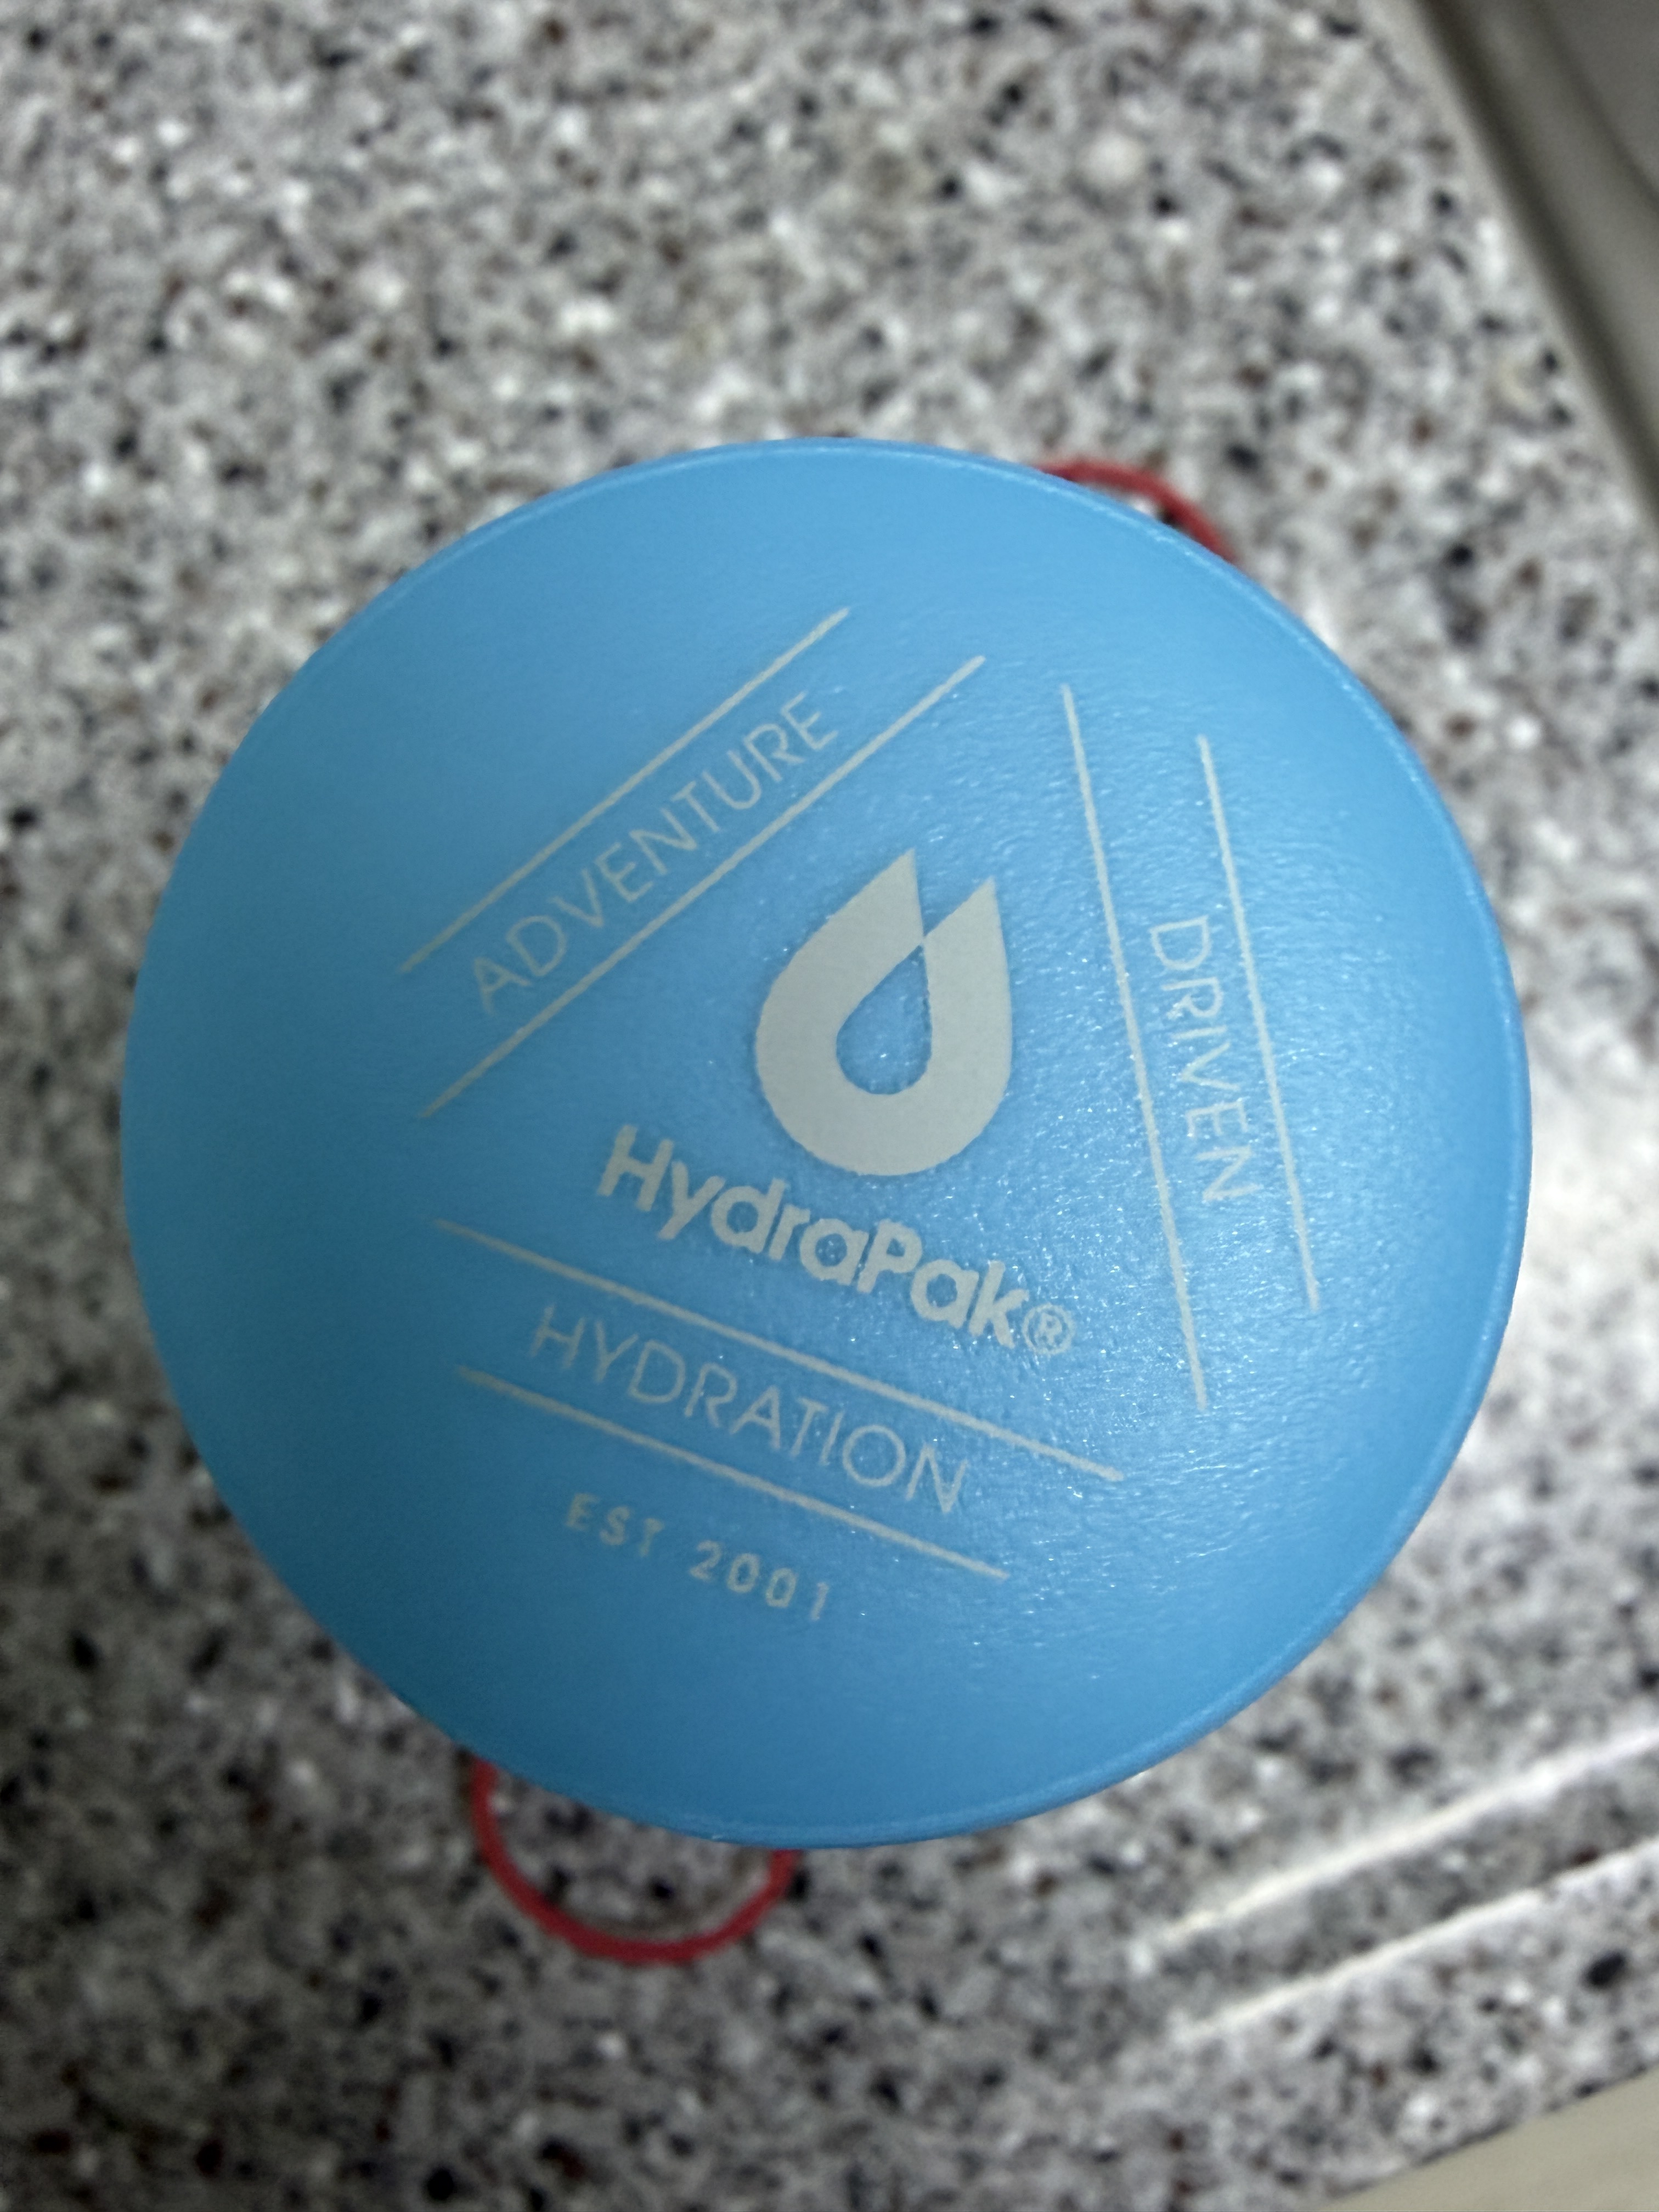 ADVENTURE
DRIVEN
HydraPak®
HYDRATION
EST 2001